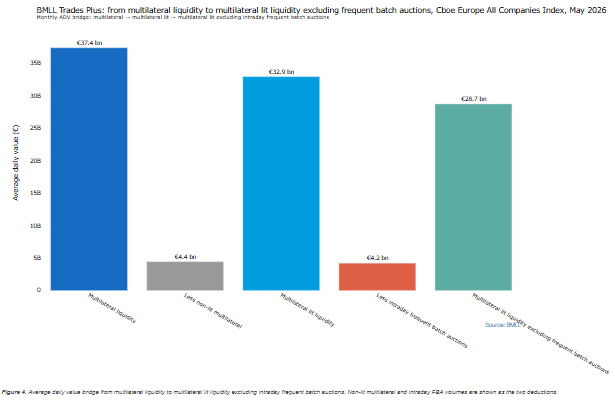 BMLL Trades Plus: from multilateral liquidity to multilateral lit liquidity excluding frequent batch auctions, Cboe Europe All Companies Index, May 2026
Monthly ADV bridge: multilateral → multilateral lit → multilateral lit excluding intraday frequent batch auctions
€37.4 bn
€4.4 bn
€32.9 bn
€4.2 bn
€28.7 bn
Average daily value (€)
35B
30B
25B
20B
15B
10B
5B
0
Multilateral liquidity
Less non-lit multilateral
Multilateral lit liquidity
Less intraday frequent batch auctions
Multilateral lit liquidity excluding frequent batch auctions
Source: BMLL
Figure 4. Average daily value bridge from multilateral liquidity to multilateral lit liquidity excluding intraday frequent batch auctions. Non-lit multilateral and intraday FBA volumes are shown as the two deductions.